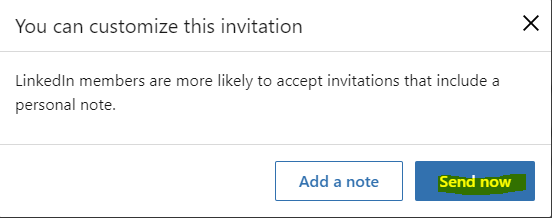 You can customize this invitation
LinkedIn members are more likely to accept invitations that include a
personal note.
Add a note
Send now